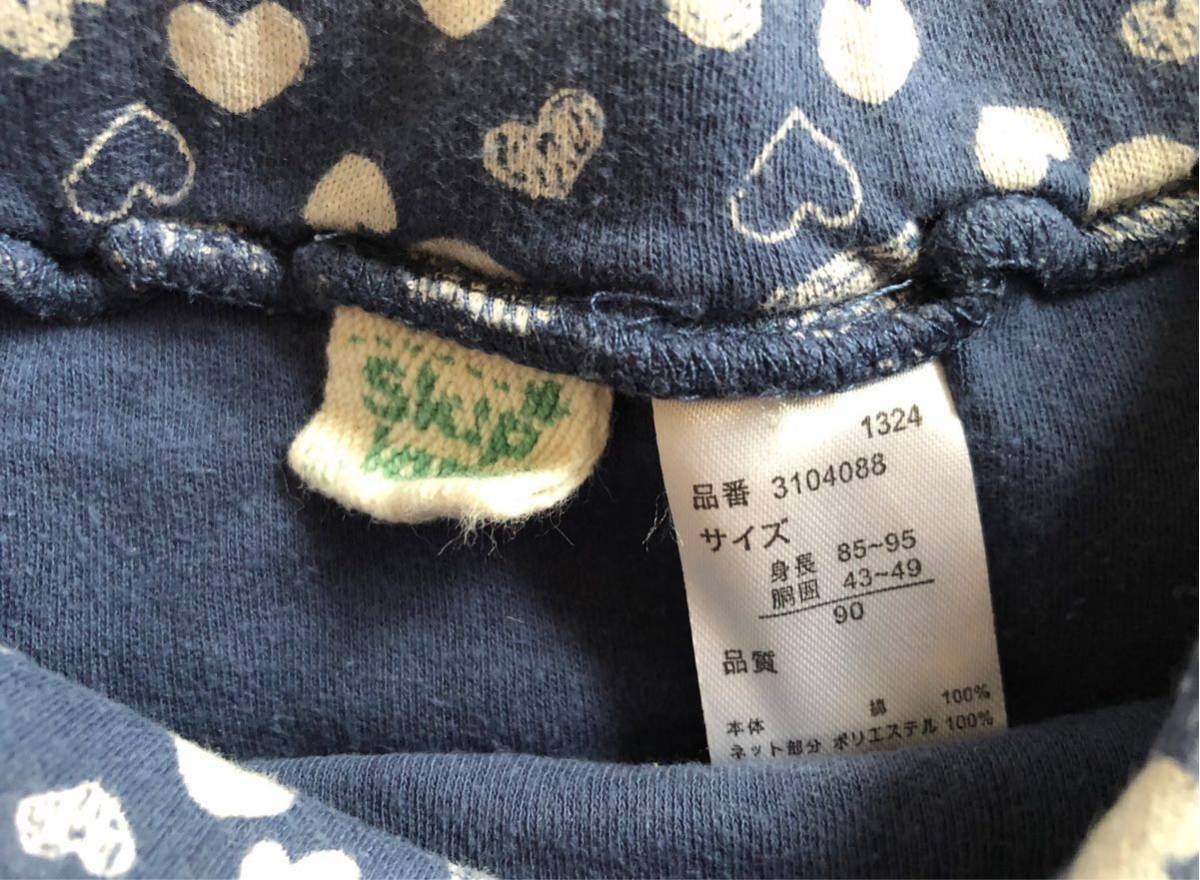 Skip
1324
品番 3104088
サイズ
身長 85~95
胴囲 43~49
90
品質
綿 100%
本体
ネット部分 ポリエステル 100%